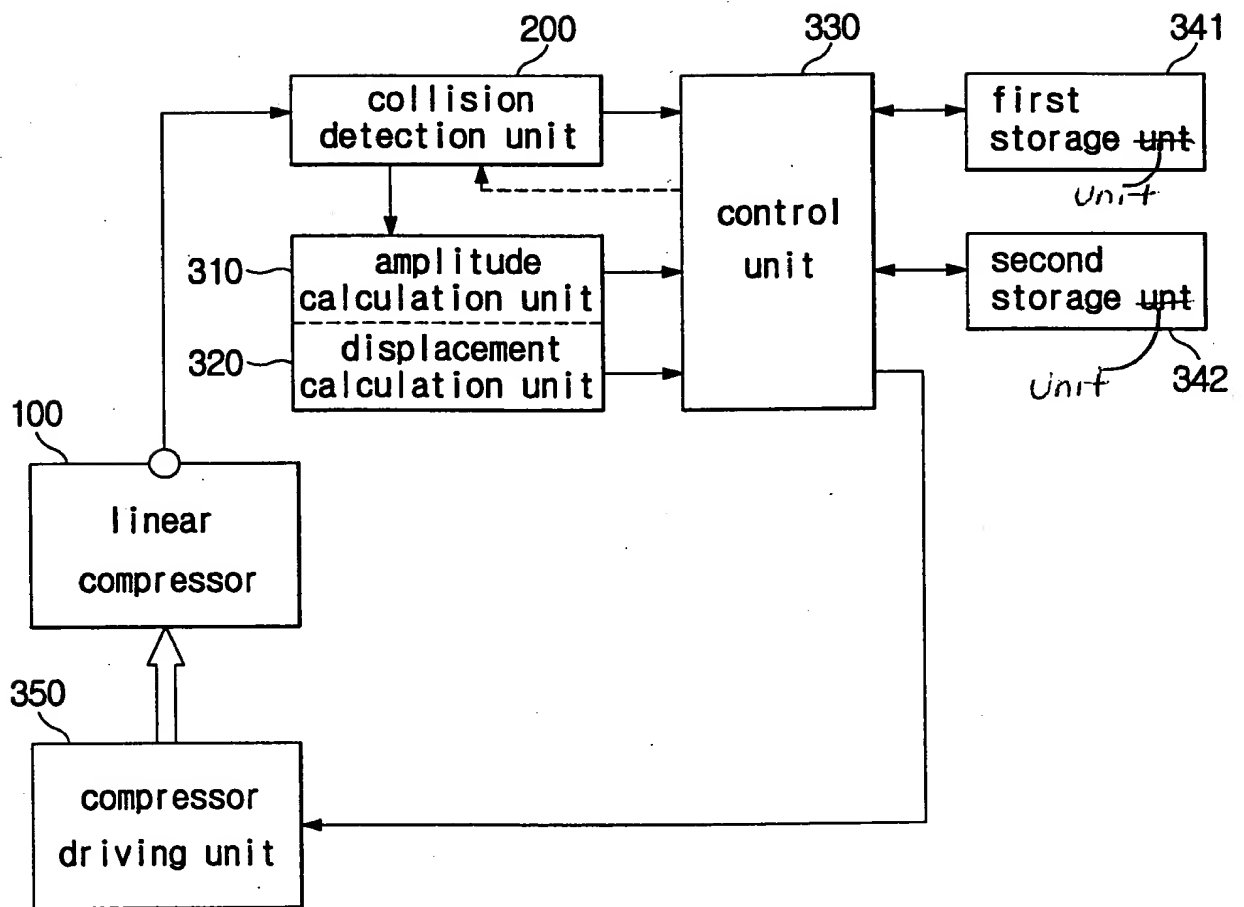 200
330
341
collision
detection unit
first
storage unt
unit
control
unit
310
amplitude
calculation unit
second
storage unt
unit
320
displacement
calculation unit
342
100
linear
compressor
350
compressor
driving unit